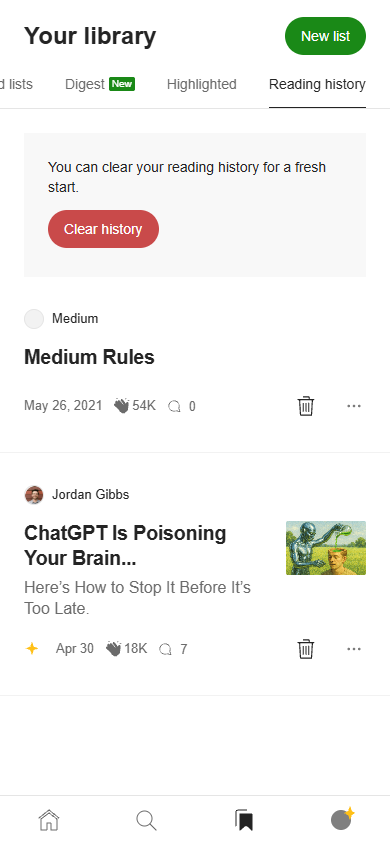 Your library
New list
d lists
Digest New
Highlighted
Reading history
You can clear your reading history for a fresh
start.
Clear history
Medium
Medium Rules
May 26, 2021 54K 0
Jordan Gibbs
ChatGPT Is Poisoning
Your Brain...
Here’s How to Stop It Before It’s
Too Late.
Apr 30 18K 7